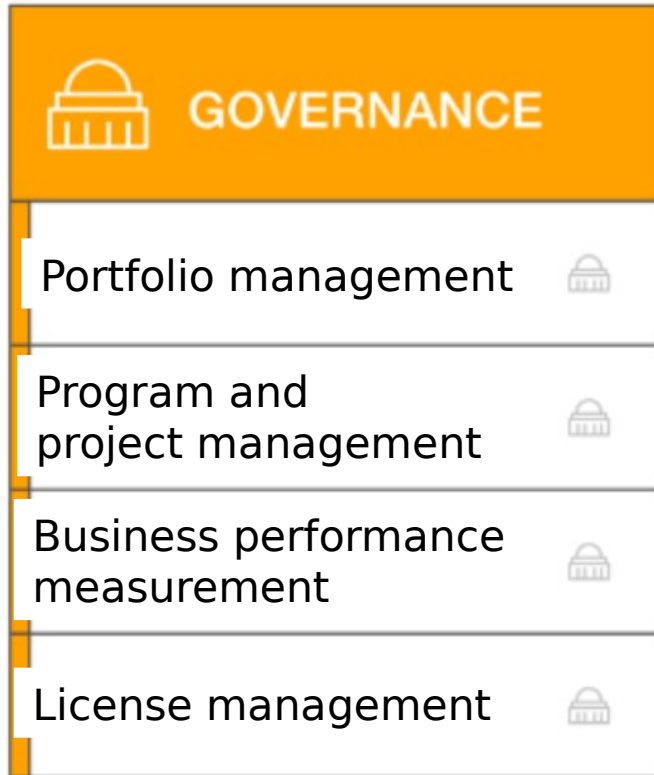 GOVERNANCE
Portfolio management
Program and
project management
Business performance
measurement
License management